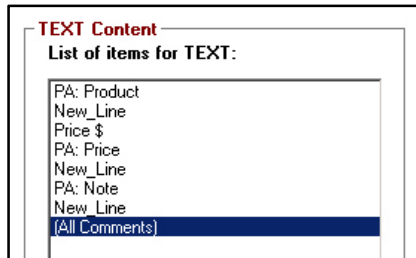 TEXT Content
List of items for TEXT:
PA: Product
New_Line
Price $
PA: Price
New_Line
PA: Note
New_Line
(All Comments)